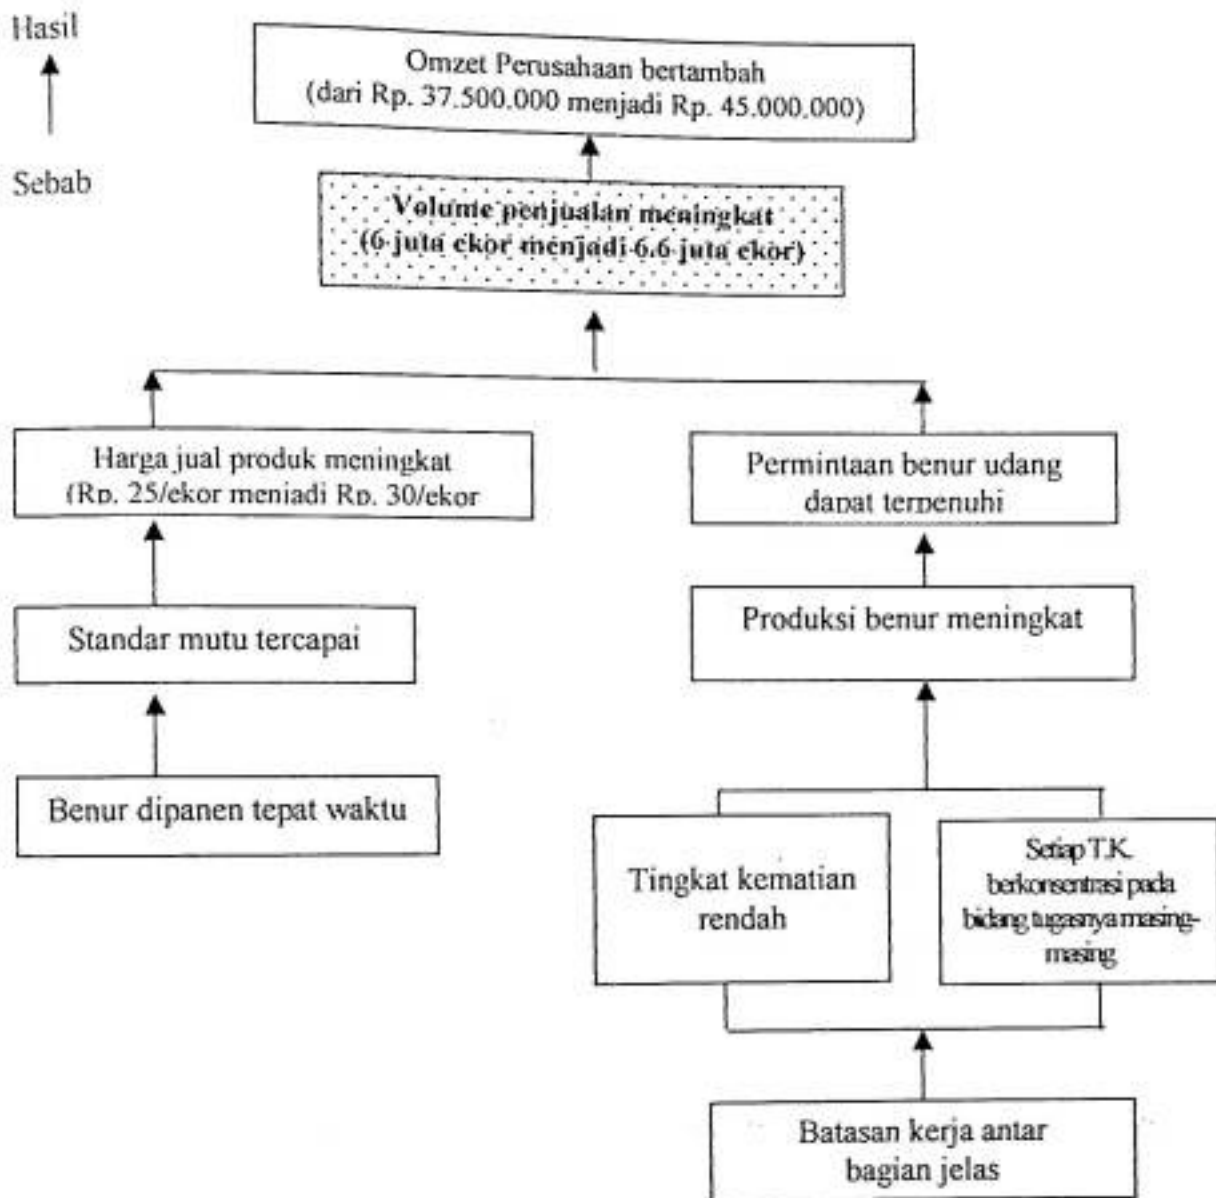 Hasil
Sebab
Omzet Perusahaan bertambah
(dari Rp. 37.500.000 menjadi Rp. 45.000.000)
Volume penjualan meningkat
(6 juta ekor menjadi 6.6 juta ekor)
Harga jual produk meningkat
(Rp. 25/ekor menjadi Rp. 30/ekor
Permintaan benur udang
dapat terpenuhi
Standar mutu tercapai
Produksi benur meningkat
Benur dipanen tepat waktu
Tingkat kematian
rendah
Setiap T.K.
berkonsentrasi pada
bidang tugasnya masing-
masing
Batasan kerja antar
bagian jelas